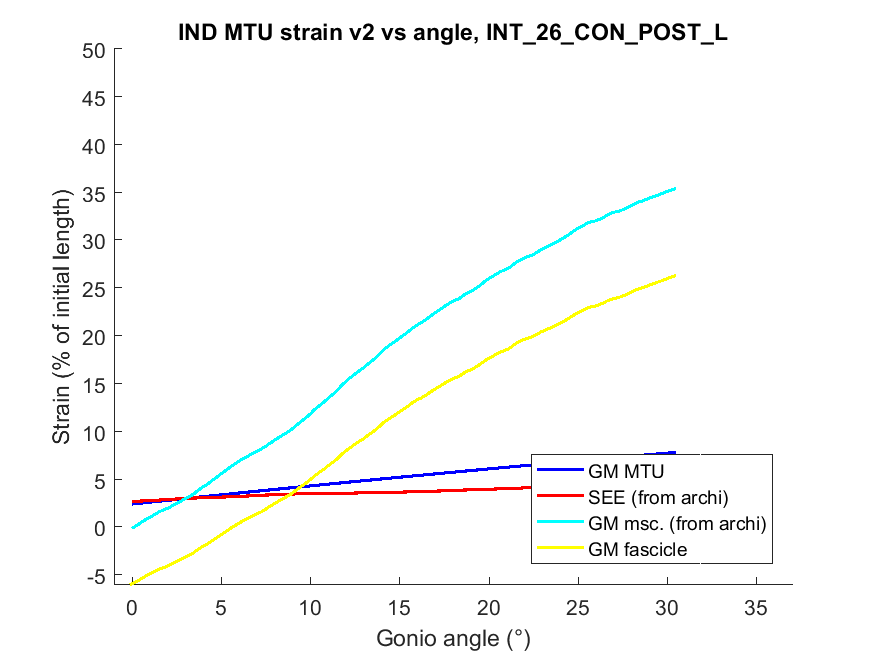 IND MTU strain v2 vs angle, INT_26_CON_POST_L
Strain (% of initial length)
50
45
40
35
30
25
20
15
10
5
0
-5
0 5 10 15 20 25 30 35
Gonio angle (°)
GM MTU
SEE (from archi)
GM msc. (from archi)
GM fascicle